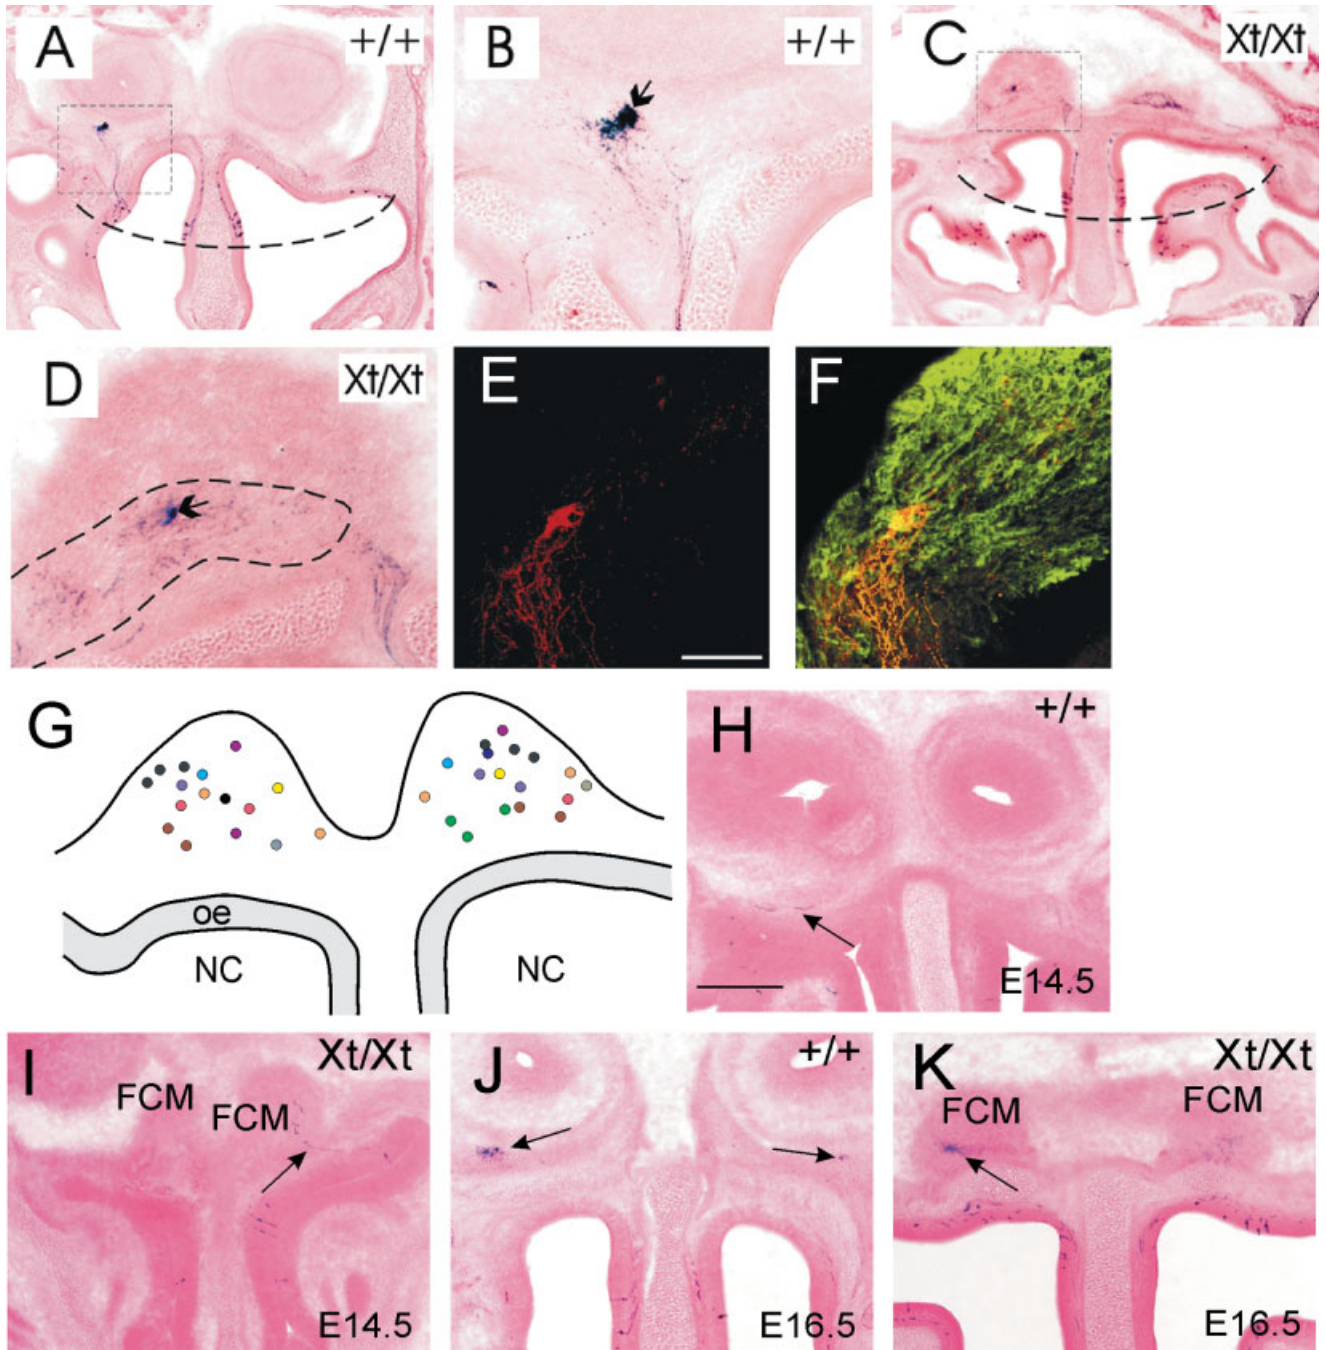 A +/+
B +/+
C Xt/Xt
D Xt/Xt
E
F
G
oe
NC NC
H +/+
E14.5
I Xt/Xt
FCM
FCM
E14.5
J +/+
E16.5
K Xt/Xt
FCM FCM
E16.5